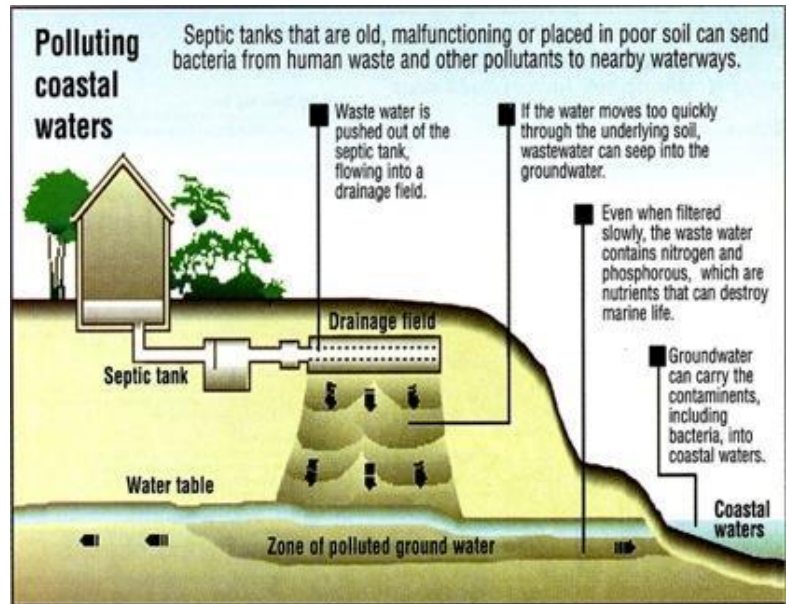 Polluting
coastal
waters
Septic tanks that are old, malfunctioning or placed in poor soil can send
bacteria from human waste and other pollutants to nearby waterways.
Waste water is
pushed out of the
septic tank,
flowing into a
drainage field.
If the water moves too quickly
through the underlying soil,
wastewater can seep into the
groundwater.
Even when filtered
slowly, the waste water
contains nitrogen and
phosphorous, which are
nutrients that can destroy
marine life.
Groundwater
can carry the
contaminents,
including
bacteria, into
coastal waters.
Drainage field
Septic tank
Water table
Coastal
waters
Zone of polluted ground water